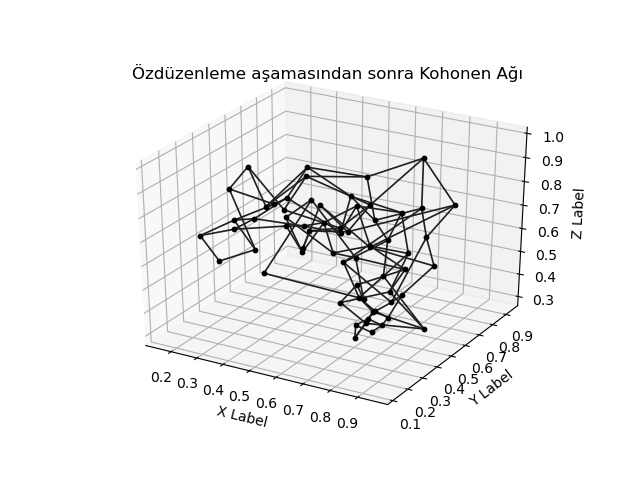 Özdüzenleme aşamasından sonra Kohonen Ağı
1.0
0.9
0.8
0.7
0.6
0.5
0.4
0.3
Z Label
0.2 0.3 0.4 0.5 0.6 0.7 0.8 0.9
X Label
0.1 0.2 0.3 0.4 0.5 0.6 0.7 0.8 0.9
Y Label